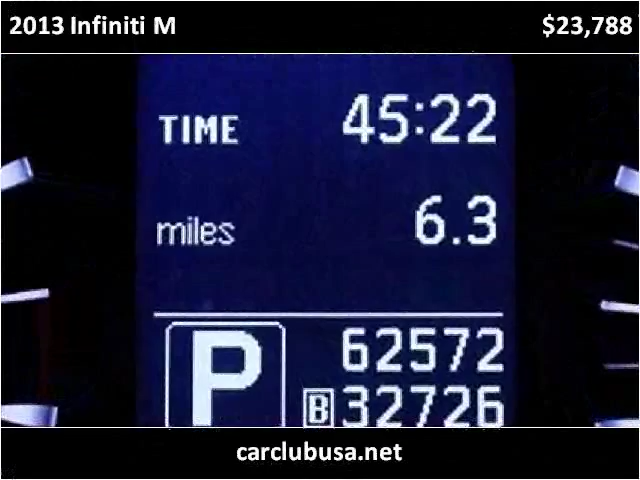 2013 Infiniti M $23,788
TIME 45:22
miles 6.3
P 62572
B 32726
carclubusa.net